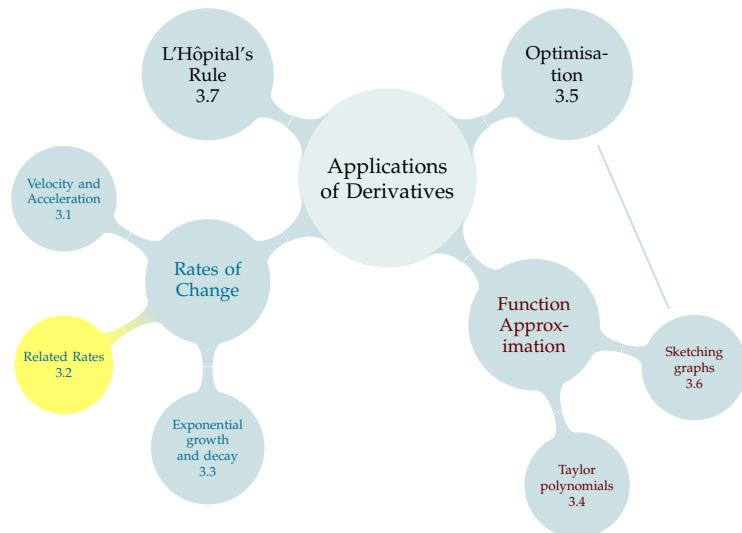 L'Hôpital's
Rule
3.7
Optimisa-
tion
3.5
Applications
of Derivatives
Velocity and
Acceleration
3.1
Rates of
Change
Related Rates
3.2
Exponential
growth
and decay
3.3
Function
Approx-
imation
Sketching
graphs
3.6
Taylor
polynomials
3.4